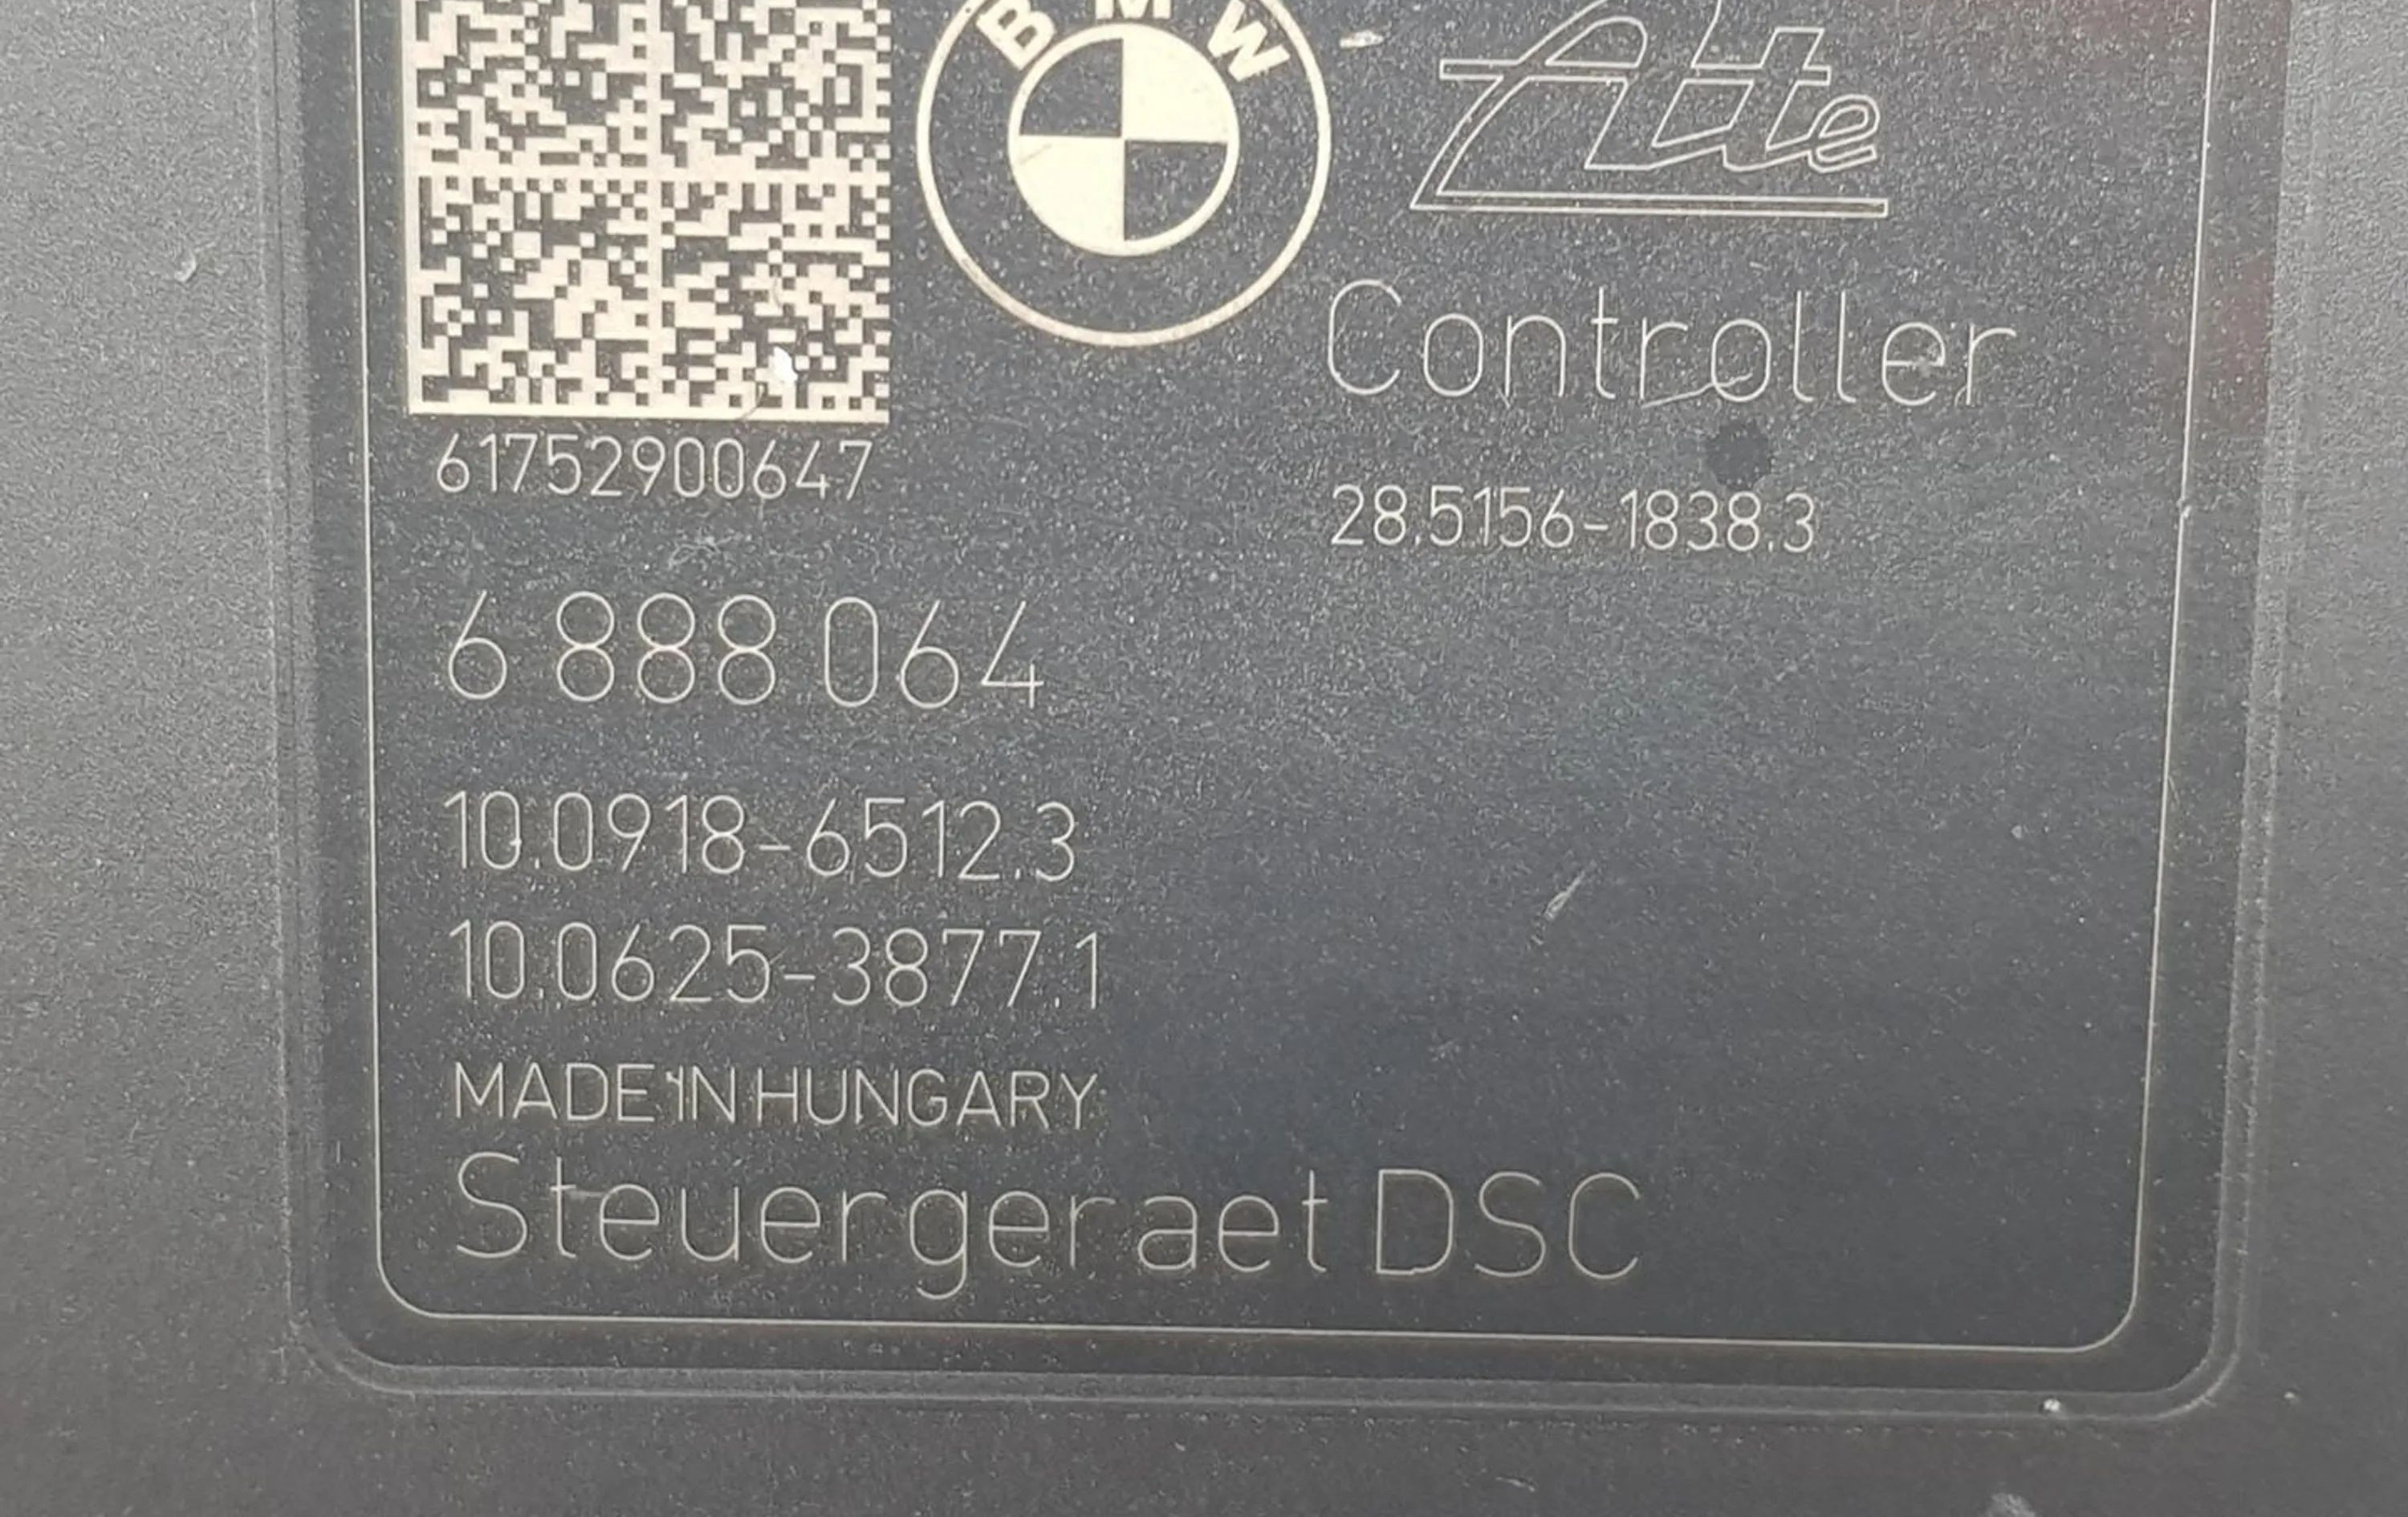 BMW
Ate
Controller
61752900647
28.5156-1838.3
6 888 064
10.0918-6512.3
10.0625-3877.1
MADE IN HUNGARY
Steuergeraet DSC